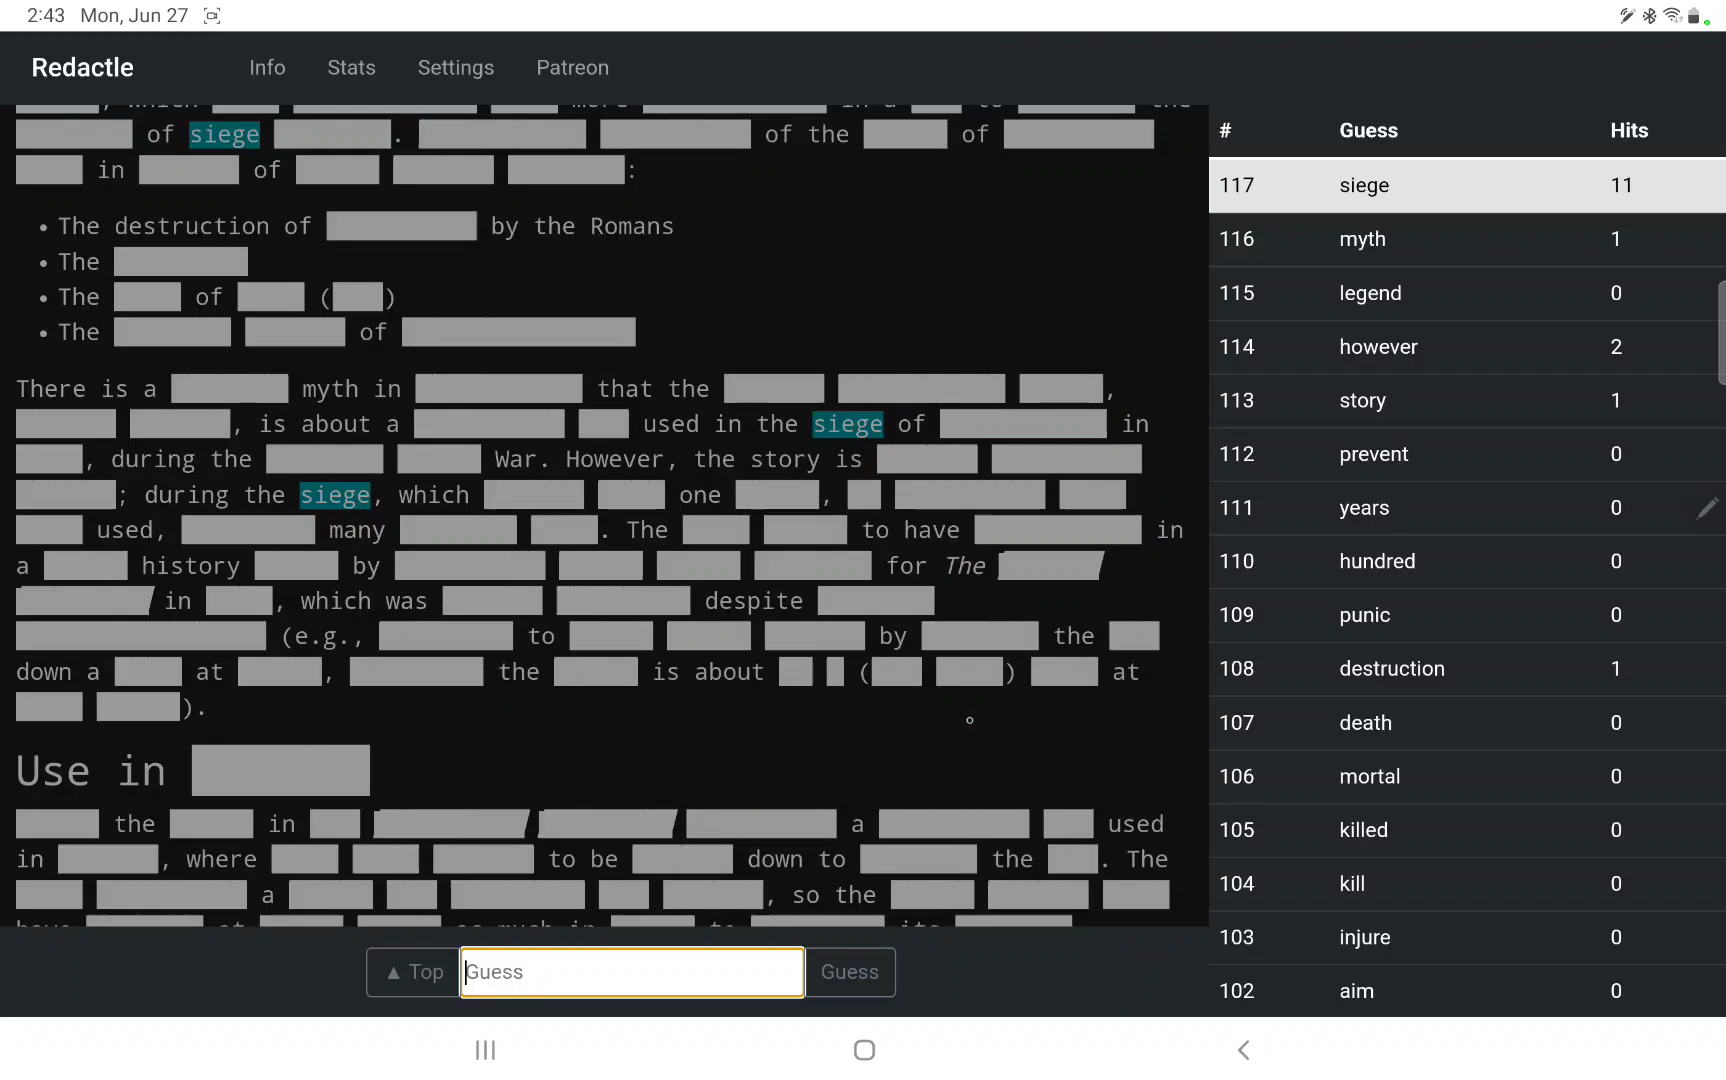 2:43 Mon, Jun 27
Redactle Info Stats Settings Patreon
of siege .
of the of
in of :
• The destruction of by the Romans
• The
• The of ( )
• The of
There is a myth in that the ,
, is about a used in the siege of in
, during the War. However, the story is
; during the siege, which one ,
used, many . The to have in
a history by for The
in , which was despite
(e.g., to by the
down a at , the is about ( ) at
).
Use in
the in a used
in , where to be down to the . The
a , so the
▲ Top Guess Guess
# Guess Hits
117 siege 11
116 myth 1
115 legend 0
114 however 2
113 story 1
112 prevent 0
111 years 0
110 hundred 0
109 punic 0
108 destruction 1
107 death 0
106 mortal 0
105 killed 0
104 kill 0
103 injure 0
102 aim 0